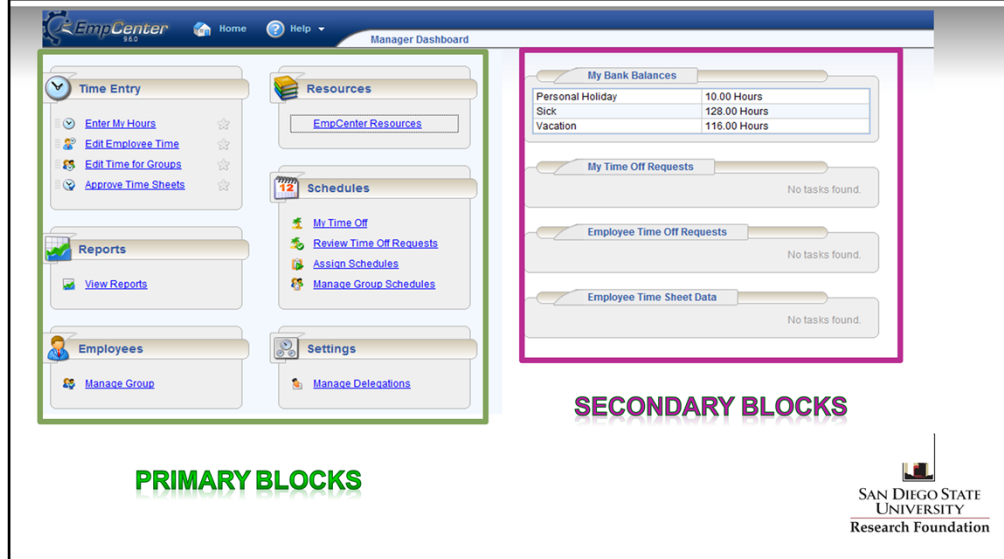 EmpCenter
9.6.0
Home
Help
Manager Dashboard
Time Entry
Enter My Hours
Edit Employee Time
Edit Time for Groups
Approve Time Sheets
Reports
View Reports
Employees
Manage Group
Resources
EmpCenter Resources
12
Schedules
My Time Off
Review Time Off Requests
Assign Schedules
Manage Group Schedules
Settings
Manage Delegations
My Bank Balances
Personal Holiday 10.00 Hours
Sick 128.00 Hours
Vacation 116.00 Hours
My Time Off Requests
No tasks found.
Employee Time Off Requests
No tasks found.
Employee Time Sheet Data
No tasks found.
PRIMARY BLOCKS
SECONDARY BLOCKS
SAN DIEGO STATE
UNIVERSITY
Research Foundation